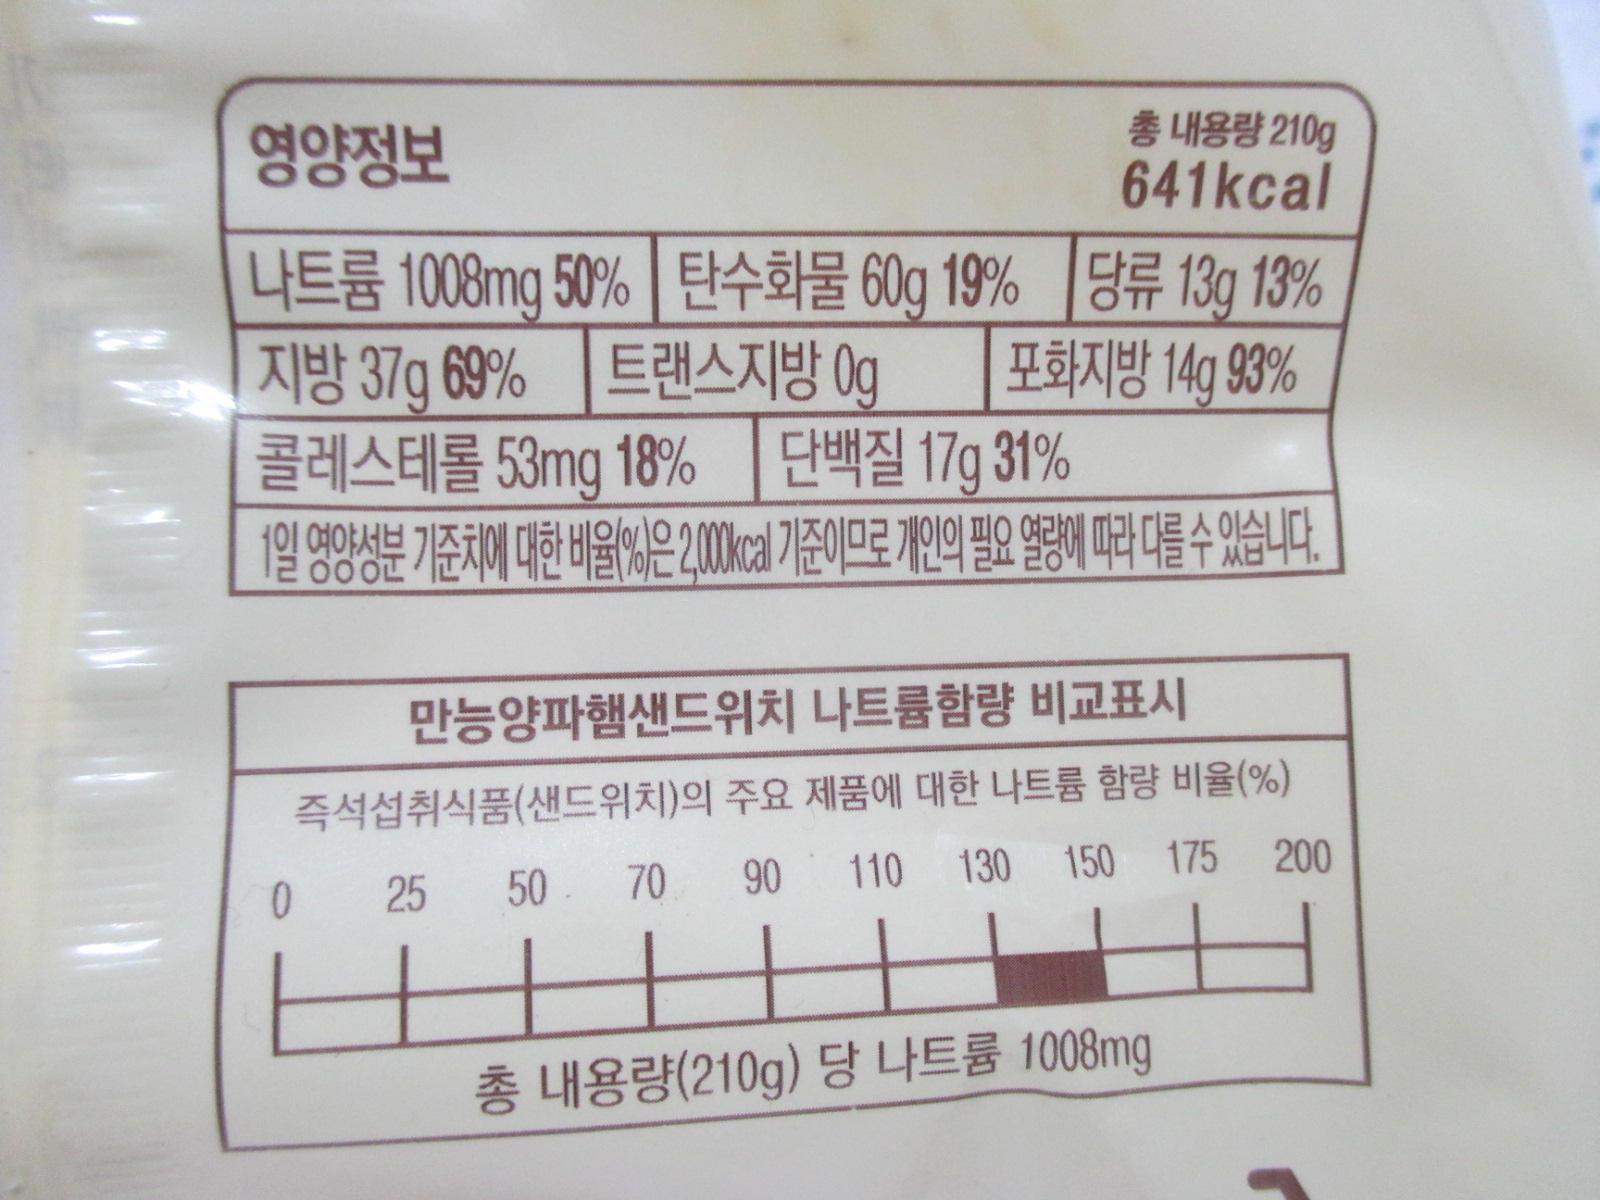 영양정보
총 내용량 210g
641kcal
나트륨 1008mg 50% 탄수화물 60g 19% 당류 13g 13%
지방 37g 69% 트랜스지방 0g 포화지방 14g 93%
콜레스테롤 53mg 18% 단백질 17g 31%
1일 영양성분 기준치에 대한 비율(%)은 2,000kcal 기준이므로 개인의 필요 열량에 따라 다를 수 있습니다.
만능양파햄샌드위치 나트륨함량 비교표시
즉석섭취식품(샌드위치)의 주요 제품에 대한 나트륨 함량 비율(%)
0 25 50 70 90 110 130 150 175 200
총 내용량(210g) 당 나트륨 1008mg